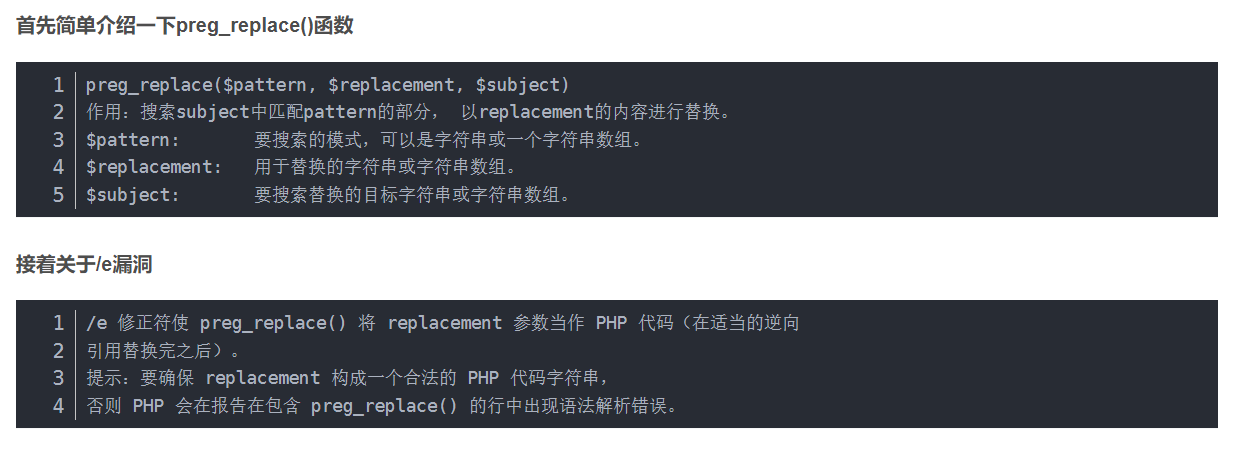 首先简单介绍一下preg_replace()函数
1 preg_replace($pattern, $replacement, $subject)
2 作用：搜索subject中匹配pattern的部分， 以replacement的内容进行替换。
3 $pattern:       要搜索的模式，可以是字符串或一个字符串数组。
4 $replacement:   用于替换的字符串或字符串数组。
5 $subject:       要搜索替换的目标字符串或字符串数组。
接着关于/e漏洞
1 /e 修正符使 preg_replace() 将 replacement 参数当作 PHP 代码（在适当的逆向
2 引用替换完之后）。
3 提示：要确保 replacement 构成一个合法的 PHP 代码字符串，
4 否则 PHP 会在报告在包含 preg_replace() 的行中出现语法解析错误。